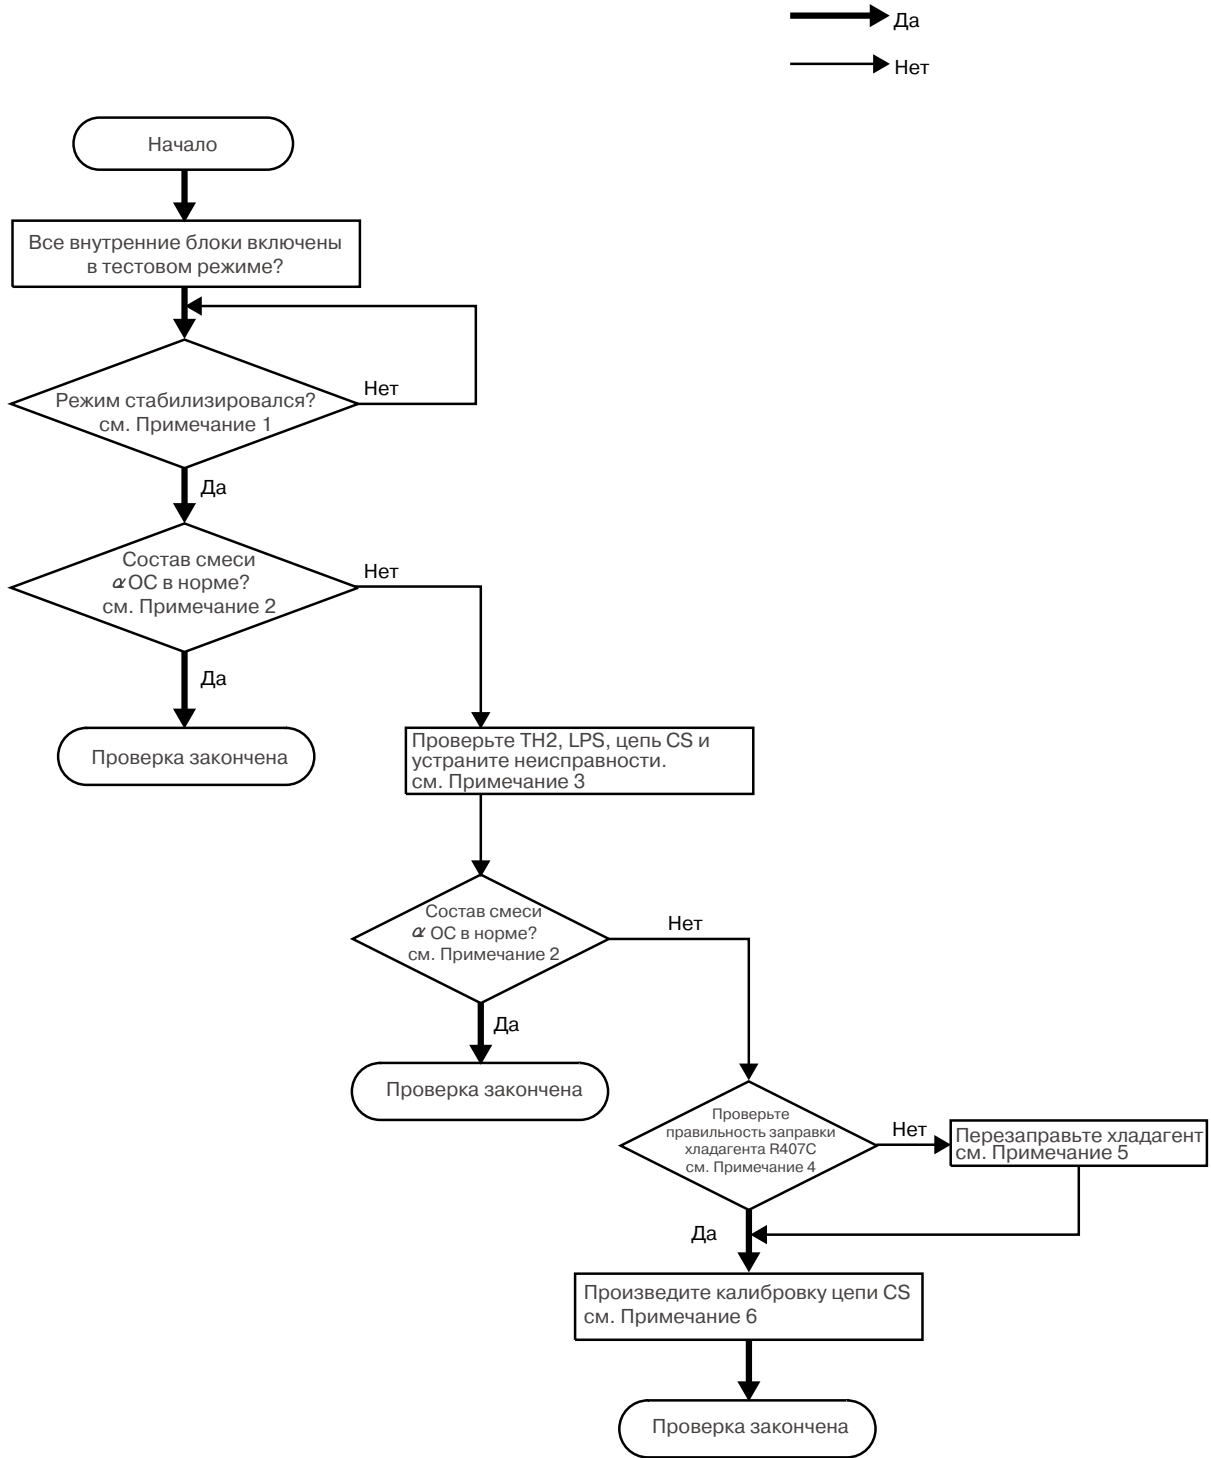 Да
Нет
Начало
Все внутренние блоки включены
в тестовом режиме?
Режим стабилизировался?
см. Примечание 1
Нет
Да
Состав смеси
αОС в норме?
см. Примечание 2
Нет
Да
Проверка закончена
Проверьте TH2, LPS, цепь CS и
устраните неисправности.
см. Примечание 3
Состав смеси
α ОС в норме?
см. Примечание 2
Нет
Да
Проверка закончена
Проверьте
правильность заправки
хладагента R407C
см. Примечание 4
Нет
Перезаправьте хладагент
см. Примечание 5
Да
Произведите калибровку цепи CS
см. Примечание 6
Проверка закончена